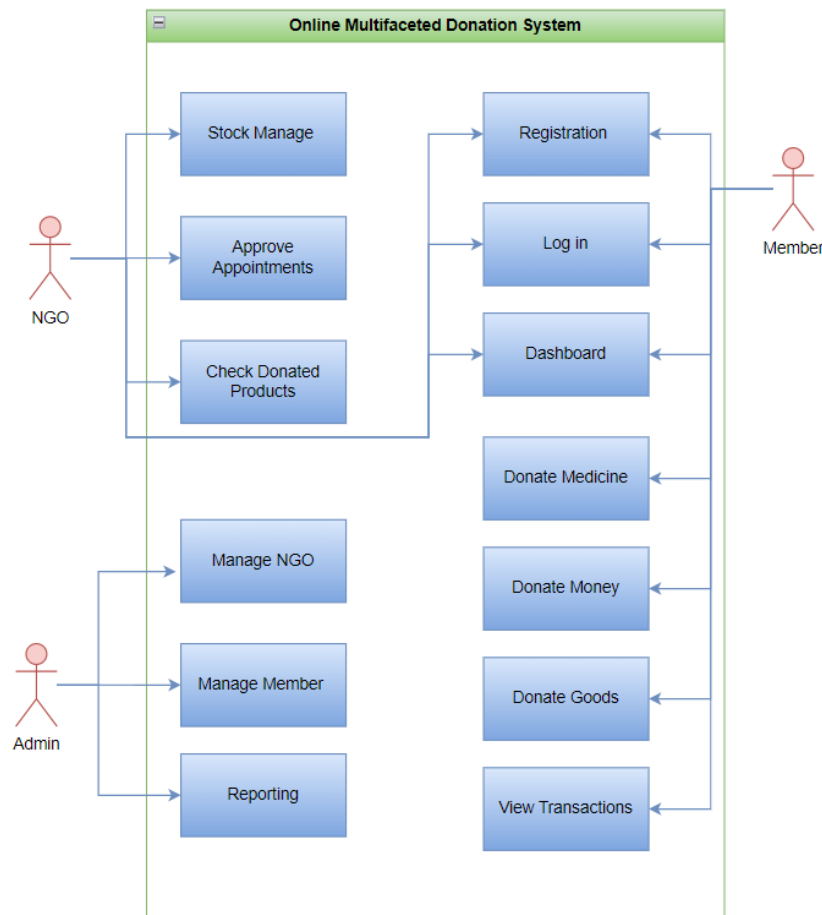 Online Multifaceted Donation System
Stock Manage
Registration
Member
Approve
Appointments
Log in
NGO
Check Donated
Products
Dashboard
Donate Medicine
Manage NGO
Donate Money
Manage Member
Donate Goods
Admin
Reporting
View Transactions